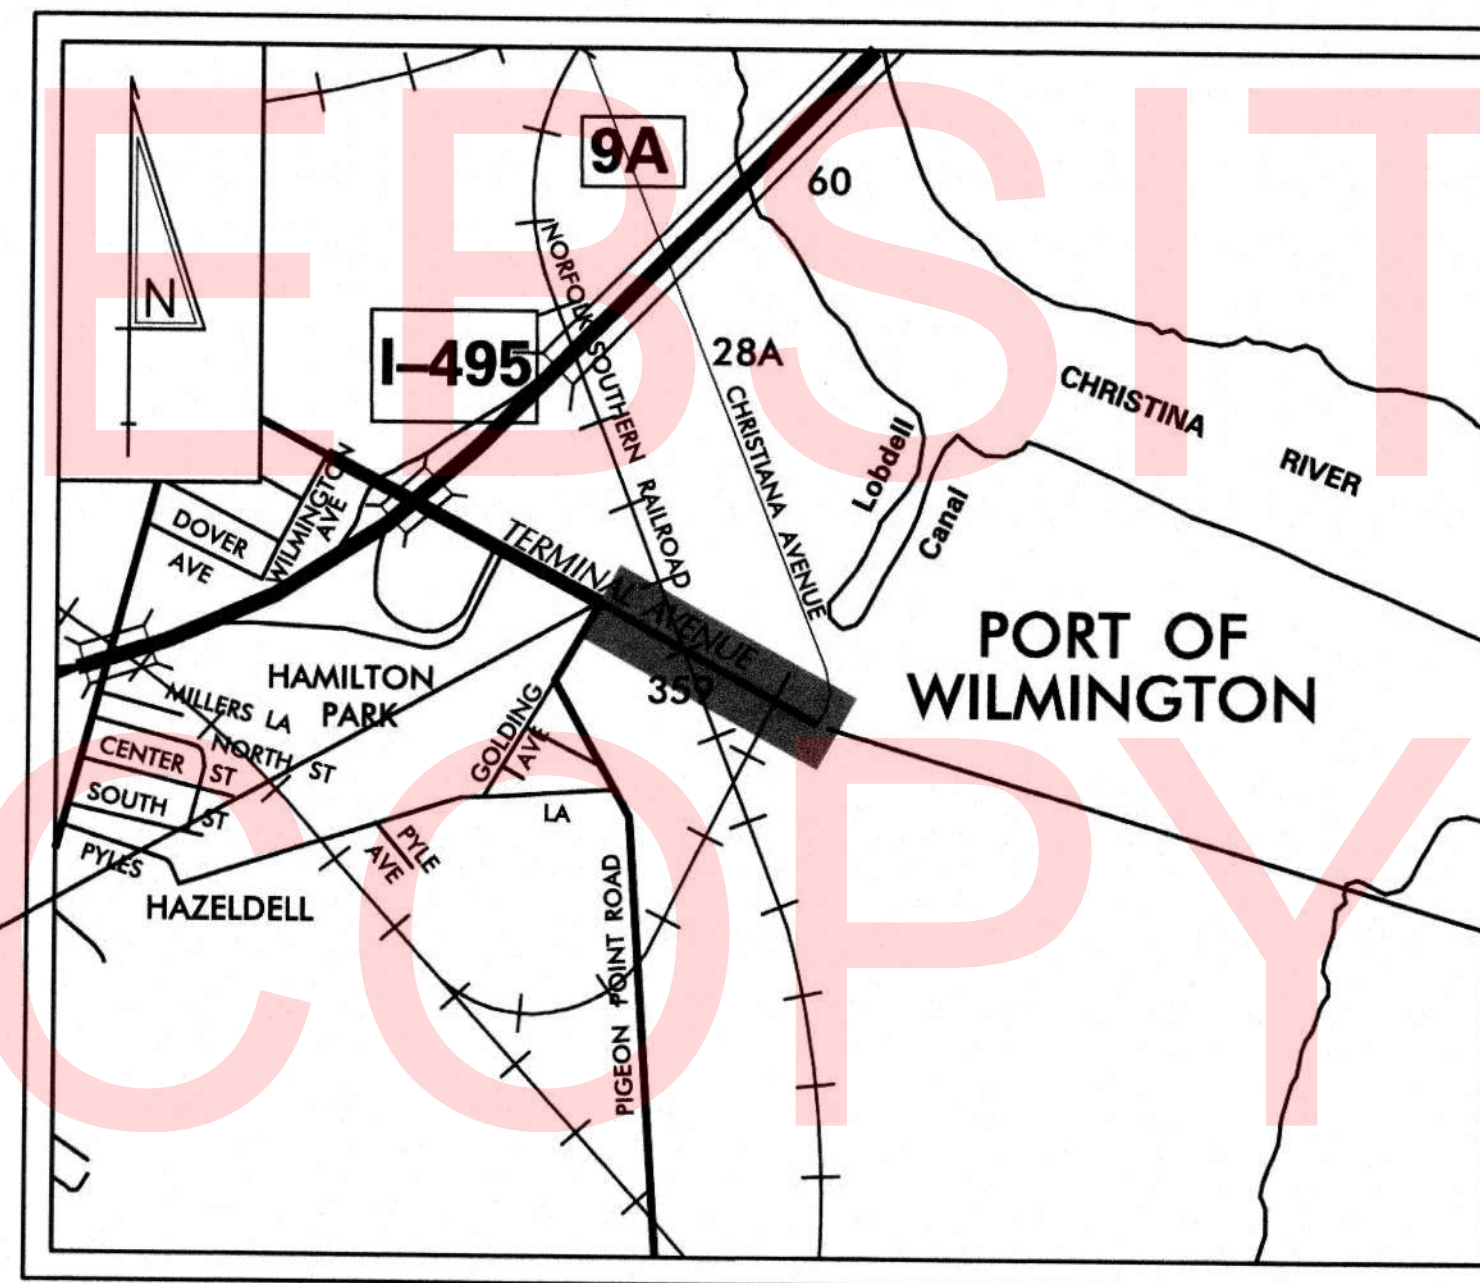 EBSIT
COPY
N
9A
60
I-495
28A
NORFOLK SOUTHERN RAILROAD
CHRISTIANA AVENUE
CHRISTINA
RIVER
Lobdell
Canal
WILMINGTON
AVE
DOVER
AVE
TERMINAL AVENUE
359
PORT OF
WILMINGTON
HAMILTON
PARK
MILLERS LA
NORTH ST
CENTER ST
SOUTH ST
PYLES
LA
GOLDING
AVE
PYLE
AVE
HAZELDELL
PIGEON POINT ROAD